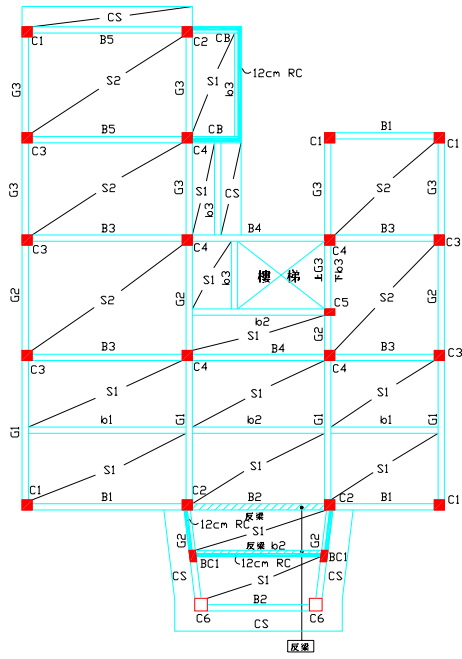 CS
C1 B5 C2 CB
G3 S2 G3 S1 b3 12cm RC
B5 CB B1
C3 C4 C1 C1
G3 S2 G3 S1 b3 CS G3 S2 G3
B3 B4 B3
C3 C4 C4 C3
G2 S2 G2 S1 b3 樓 梯 上G3 下b3 S2 G2
C5
b2
S1 G2
B3 B4 B3
C3 C4 C4 C3
S1 S1 S1
G1 b1 G1 b2 G1 b1 G1
S1 S1 S1
C1 C2 C2 C1
B1 B2 B1
反梁
12cm RC S1
G2 反梁 b2 G2
BC1 12cm RC BC1
CS S1 CS
B2
C6 C6
CS
反梁